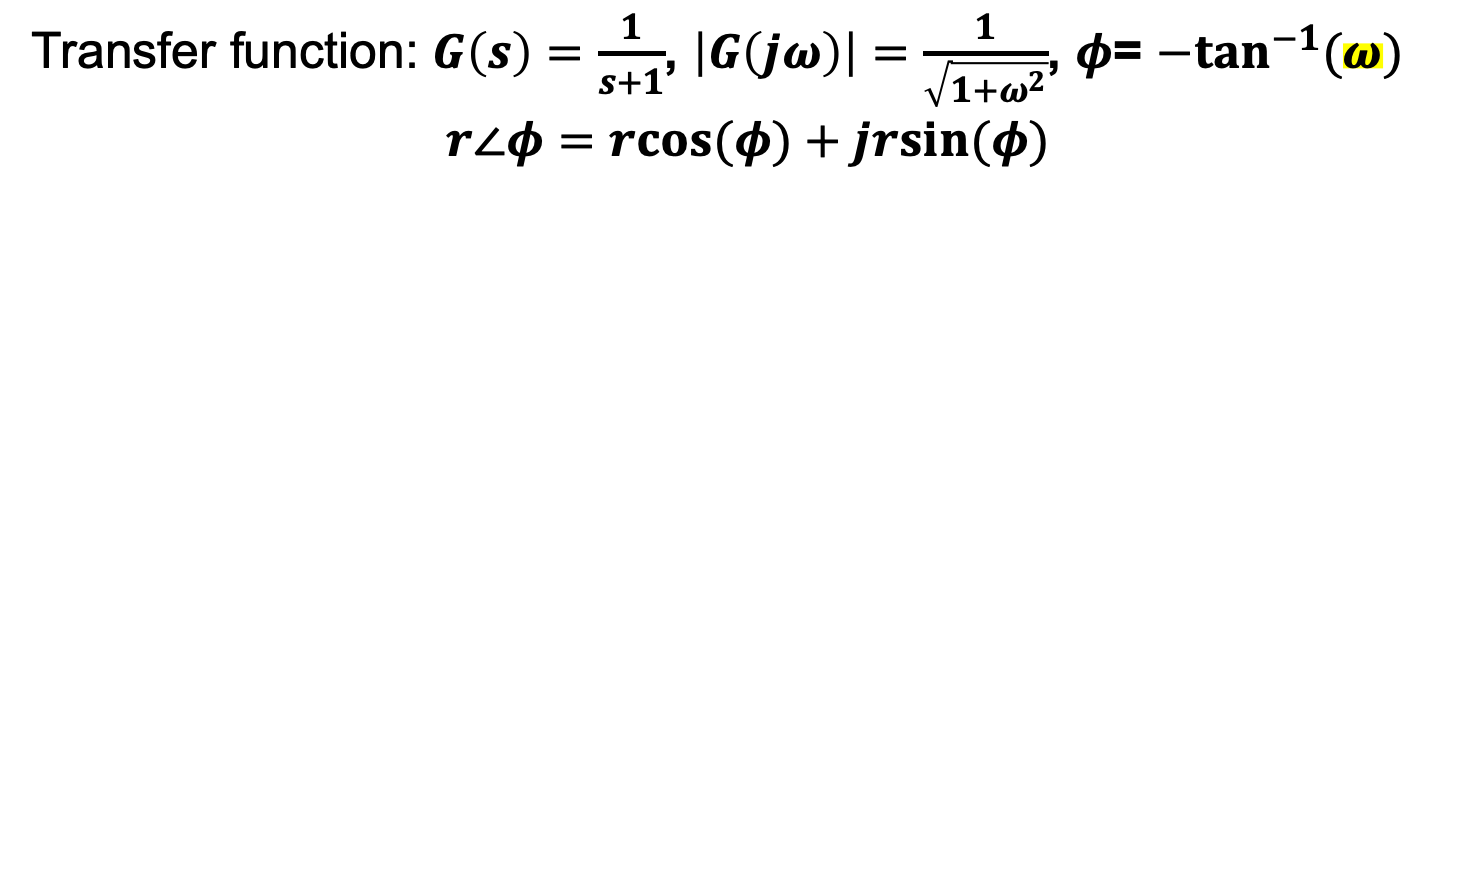 Transfer function: G(s) = 1/(s+1), |G(jω)| = 1/√(1+ω²), ϕ= −tan⁻¹(ω)
r∠ϕ = rcos(ϕ) + jrsin(ϕ)